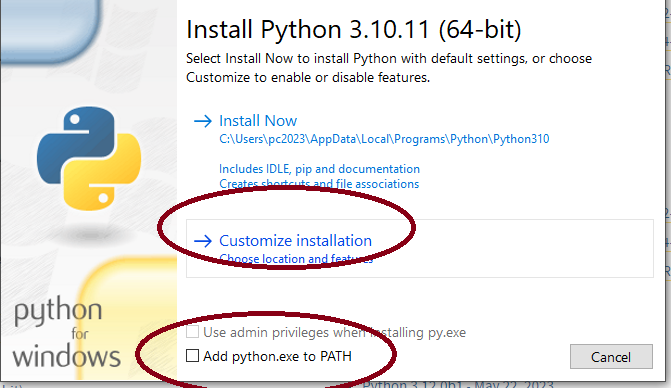 Install Python 3.10.11 (64-bit)
Select Install Now to install Python with default settings, or choose
Customize to enable or disable features.
Install Now
C:\Users\pc2023\AppData\Local\Programs\Python\Python310
Includes IDLE, pip and documentation
Creates shortcuts and file associations
Customize installation
Choose location and features
python
for
windows
Use admin privileges when installing py.exe
Add python.exe to PATH
Cancel
Python 3.12.0b1 - May 22, 2023